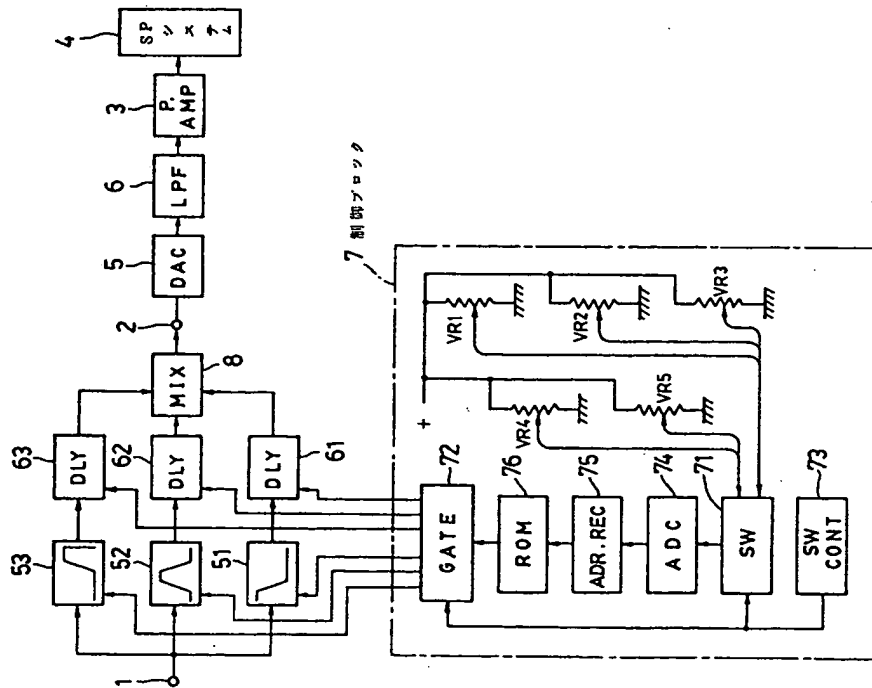 4
SPシステム
3
P. AMP
6
LPF
5
DAC
2
8
MIX
63
DLY
62
DLY
61
DLY
53
52
51
1
7 制御ブロック
72
GATE
76
ROM
75
ADR. REC
74
ADC
71
SW
73
SW CONT
+
VR1
VR2
VR3
VR4
VR5